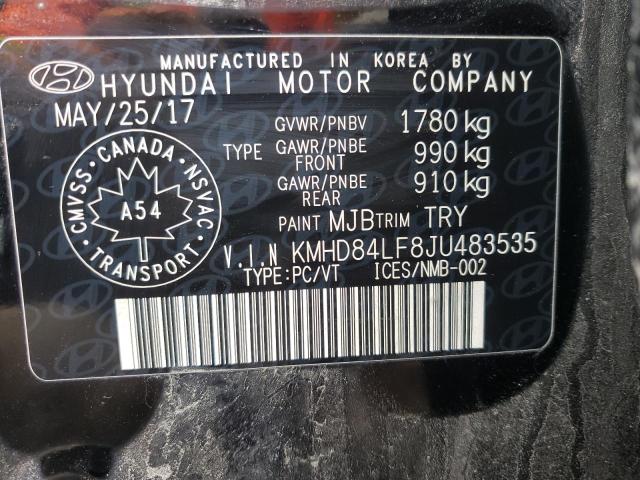 MANUFACTURED IN KOREA BY
HYUNDAI MOTOR COMPANY
MAY/25/17
GVWR/PNBV 1780 kg
TYPE GAWR/PNBE FRONT 990 kg
GAWR/PNBE REAR 910 kg
CANADA
CMVSS NSVAC
A54
TRANSPORT
PAINT MJB TRIM TRY
V.I.N KMHD84LF8JU483535
TYPE:PC/VT ICES/NMB-002